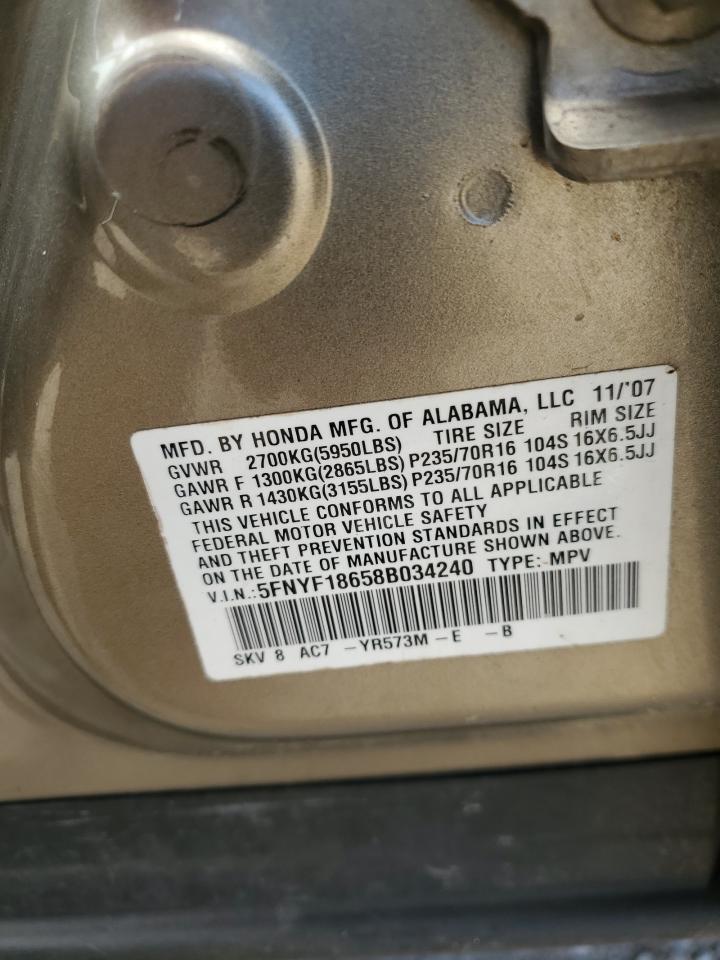 MFD. BY HONDA MFG. OF ALABAMA, LLC 11/'07
GVWR 2700KG(5950LBS) TIRE SIZE RIM SIZE
GAWR F 1300KG(2865LBS) P235/70R16 104S 16X6.5JJ
GAWR R 1430KG(3155LBS) P235/70R16 104S 16X6.5JJ
THIS VEHICLE CONFORMS TO ALL APPLICABLE
FEDERAL MOTOR VEHICLE SAFETY
AND THEFT PREVENTION STANDARDS IN EFFECT
ON THE DATE OF MANUFACTURE SHOWN ABOVE.
V.I.N.:5FNYF18658B034240 TYPE: MPV
SKV 8 AC7 -YR573M-E -B